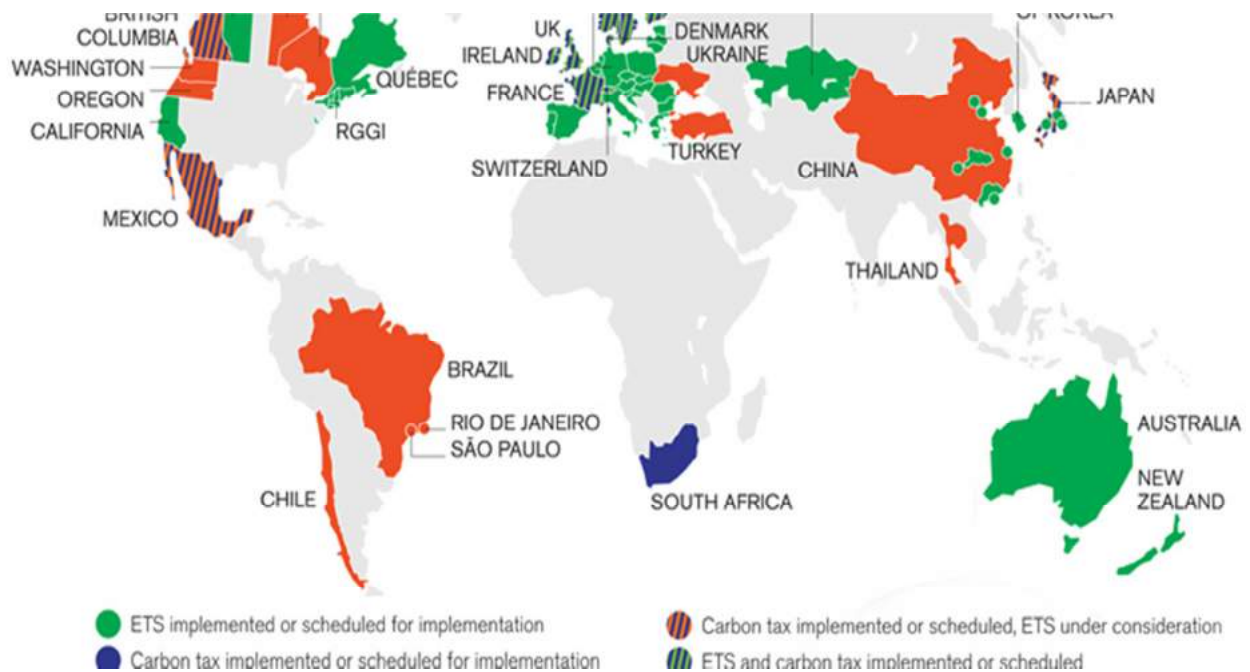 BRITISH
COLUMBIA
WASHINGTON
OREGON
CALIFORNIA
QUÉBEC
RGGI
MEXICO
UK
IRELAND
FRANCE
SWITZERLAND
DENMARK
UKRAINE
TURKEY
OF KOREA
JAPAN
CHINA
THAILAND
BRAZIL
RIO DE JANEIRO
SÃO PAULO
CHILE
SOUTH AFRICA
AUSTRALIA
NEW
ZEALAND
ETS implemented or scheduled for implementation
Carbon tax implemented or scheduled for implementation
Carbon tax implemented or scheduled, ETS under consideration
ETS and carbon tax implemented or scheduled